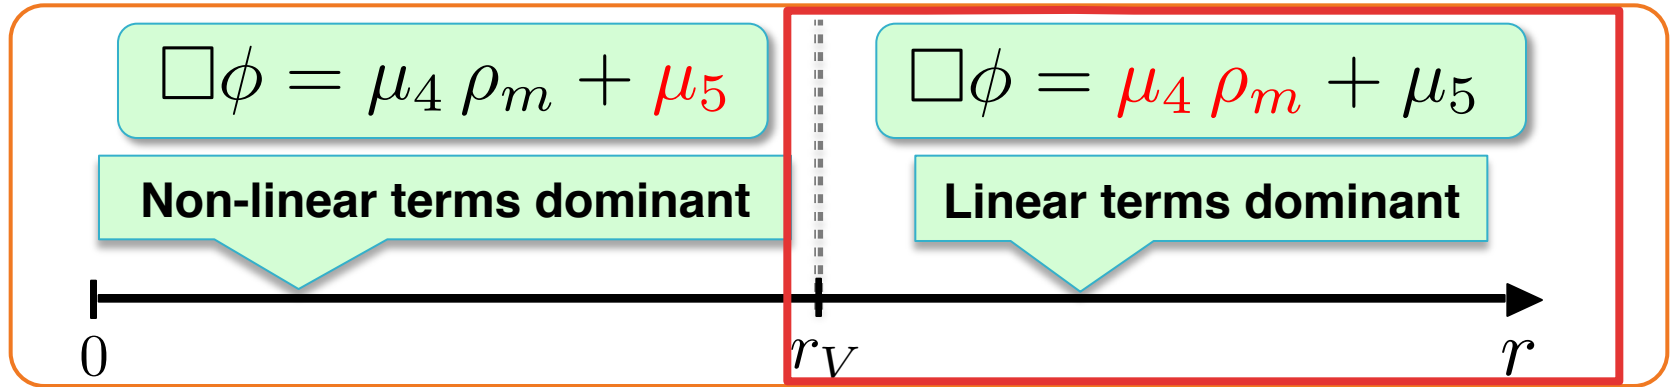 □ϕ = μ₄ ρₘ + μ₅
□ϕ = μ₄ ρₘ + μ₅
Non-linear terms dominant
Linear terms dominant
0
r_V
r